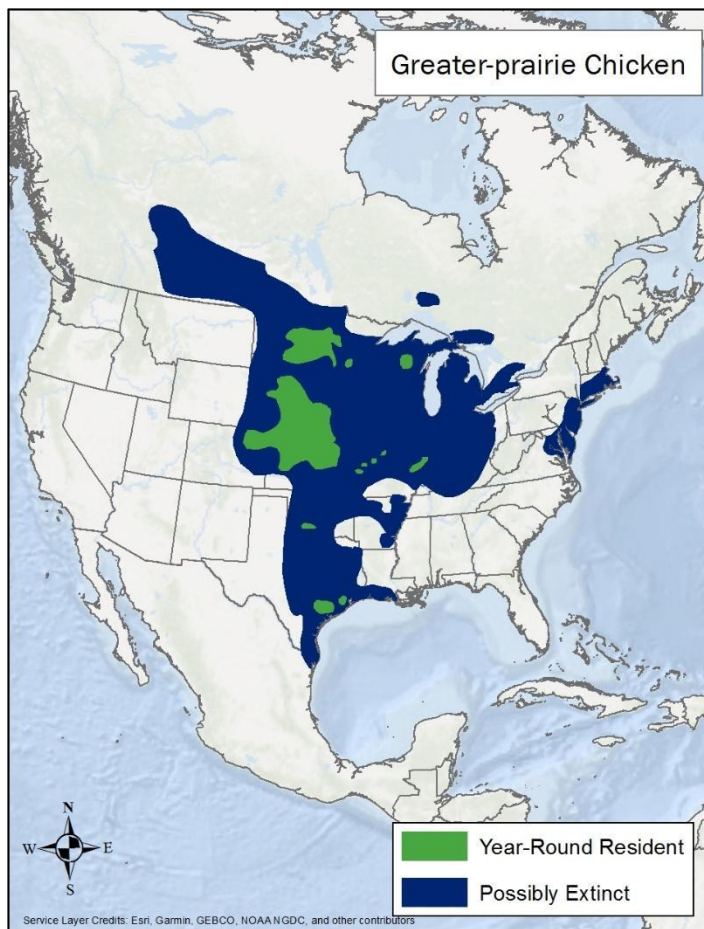 Greater-prairie Chicken
N
W E
S
Year-Round Resident
Possibly Extinct
Service Layer Credits: Esri, Garmin, GEBCO, NOAA NGDC, and other contributors